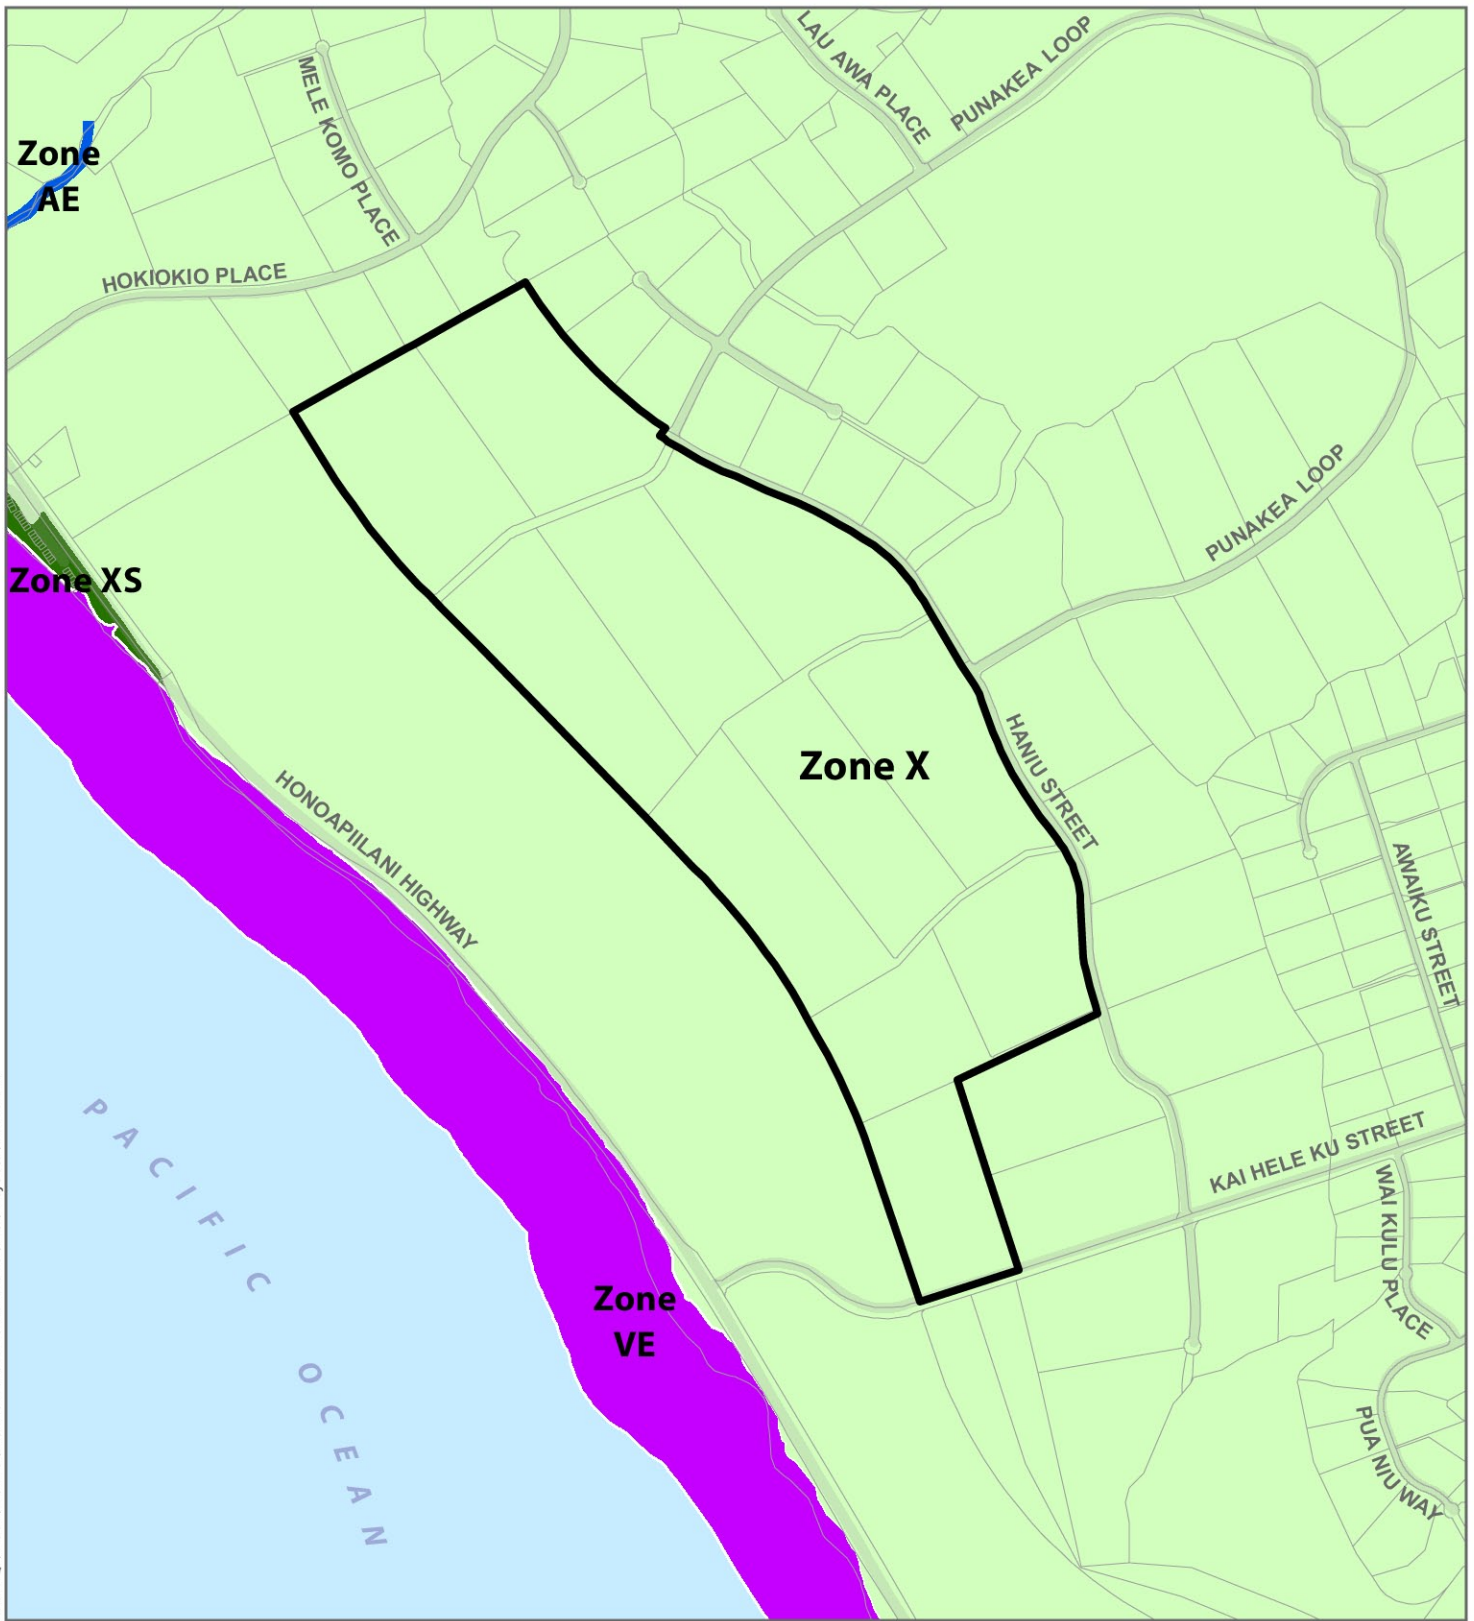 LAU AWA PLACE
PUNAKEA LOOP
MELE KOMO PLACE
Zone
AE
HOKIOKIO PLACE
PUNAKEA LOOP
Zone XS
HANIU STREET
Zone X
HONOAPIILANI HIGHWAY
AWAIKU STREET
PACIFIC
OCEAN
KAI HELE KU STREET
WAI KULU PLACE
Zone
VE
PUA NIU WAY